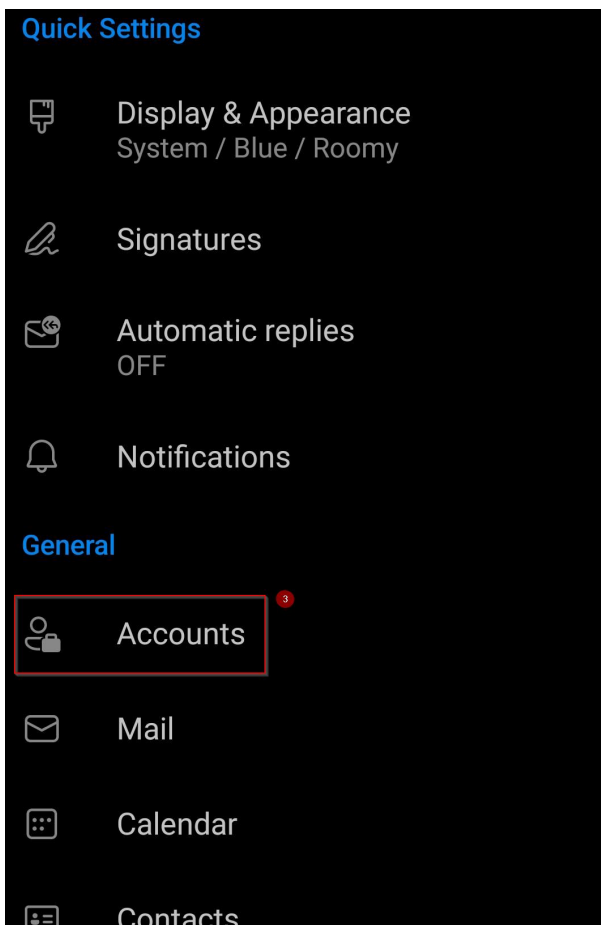 Quick Settings
Display & Appearance
System / Blue / Roomy
Signatures
Automatic replies
OFF
Notifications
General
3
Accounts
Mail
Calendar
Contacts